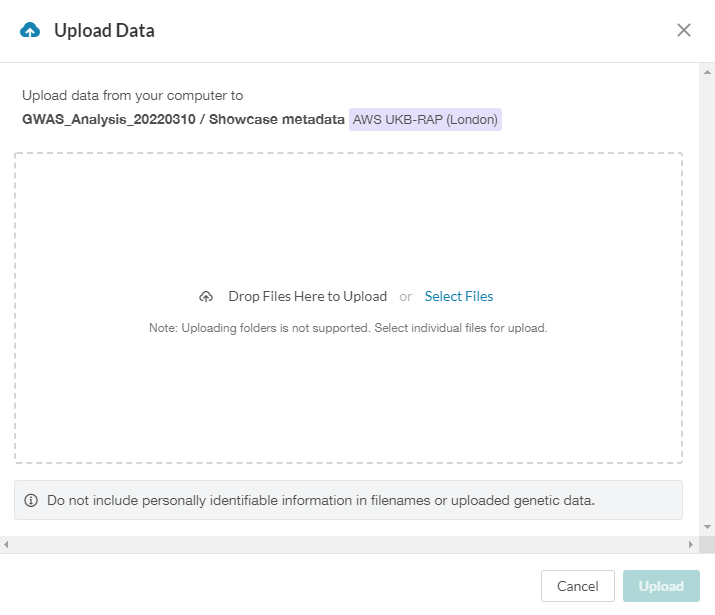 Upload Data
Upload data from your computer to
GWAS_Analysis_20220310 / Showcase metadata AWS UKB-RAP (London)
Drop Files Here to Upload or Select Files
Note: Uploading folders is not supported. Select individual files for upload.
Do not include personally identifiable information in filenames or uploaded genetic data.
Cancel Upload